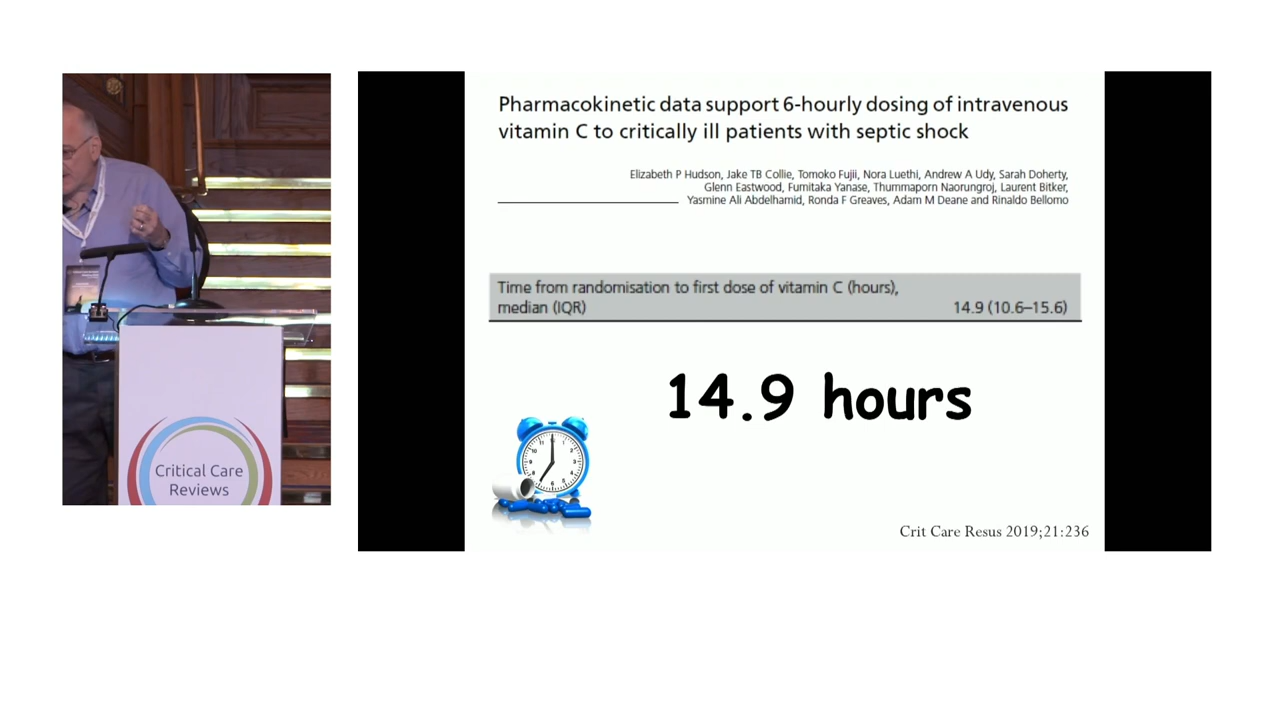 Pharmacokinetic data support 6-hourly dosing of intravenous
vitamin C to critically ill patients with septic shock
Elizabeth P Hudson, Jake TB Collie, Tomoko Fujii, Nora Luethi, Andrew A Udy, Sarah Doherty,
Glenn Eastwood, Fumitaka Yanase, Thummaporn Naorungroj, Laurent Bitker,
Yasmine Ali Abdelhamid, Ronda F Greaves, Adam M Deane and Rinaldo Bellomo
Time from randomisation to first dose of vitamin C (hours),
median (IQR) 14.9 (10.6–15.6)
14.9 hours
Crit Care Resus 2019;21:236
Critical Care
Reviews